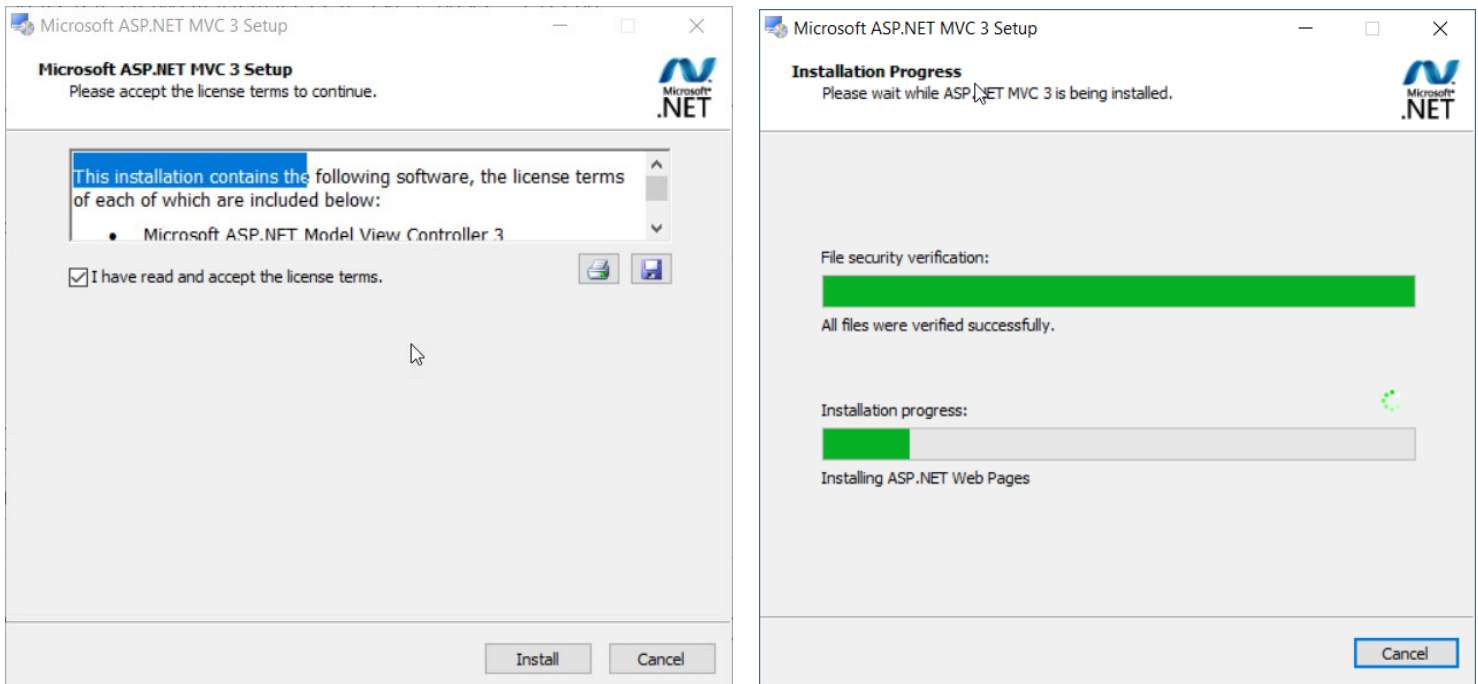 Microsoft ASP.NET MVC 3 Setup
Microsoft ASP.NET MVC 3 Setup
Please accept the license terms to continue.
Microsoft
.NET
This installation contains the following software, the license terms
of each of which are included below:
• Microsoft ASP.NET Model View Controller 3
I have read and accept the license terms.
Install
Cancel
Microsoft ASP.NET MVC 3 Setup
Installation Progress
Please wait while ASP.NET MVC 3 is being installed.
Microsoft
.NET
File security verification:
All files were verified successfully.
Installation progress:
Installing ASP.NET Web Pages
Cancel